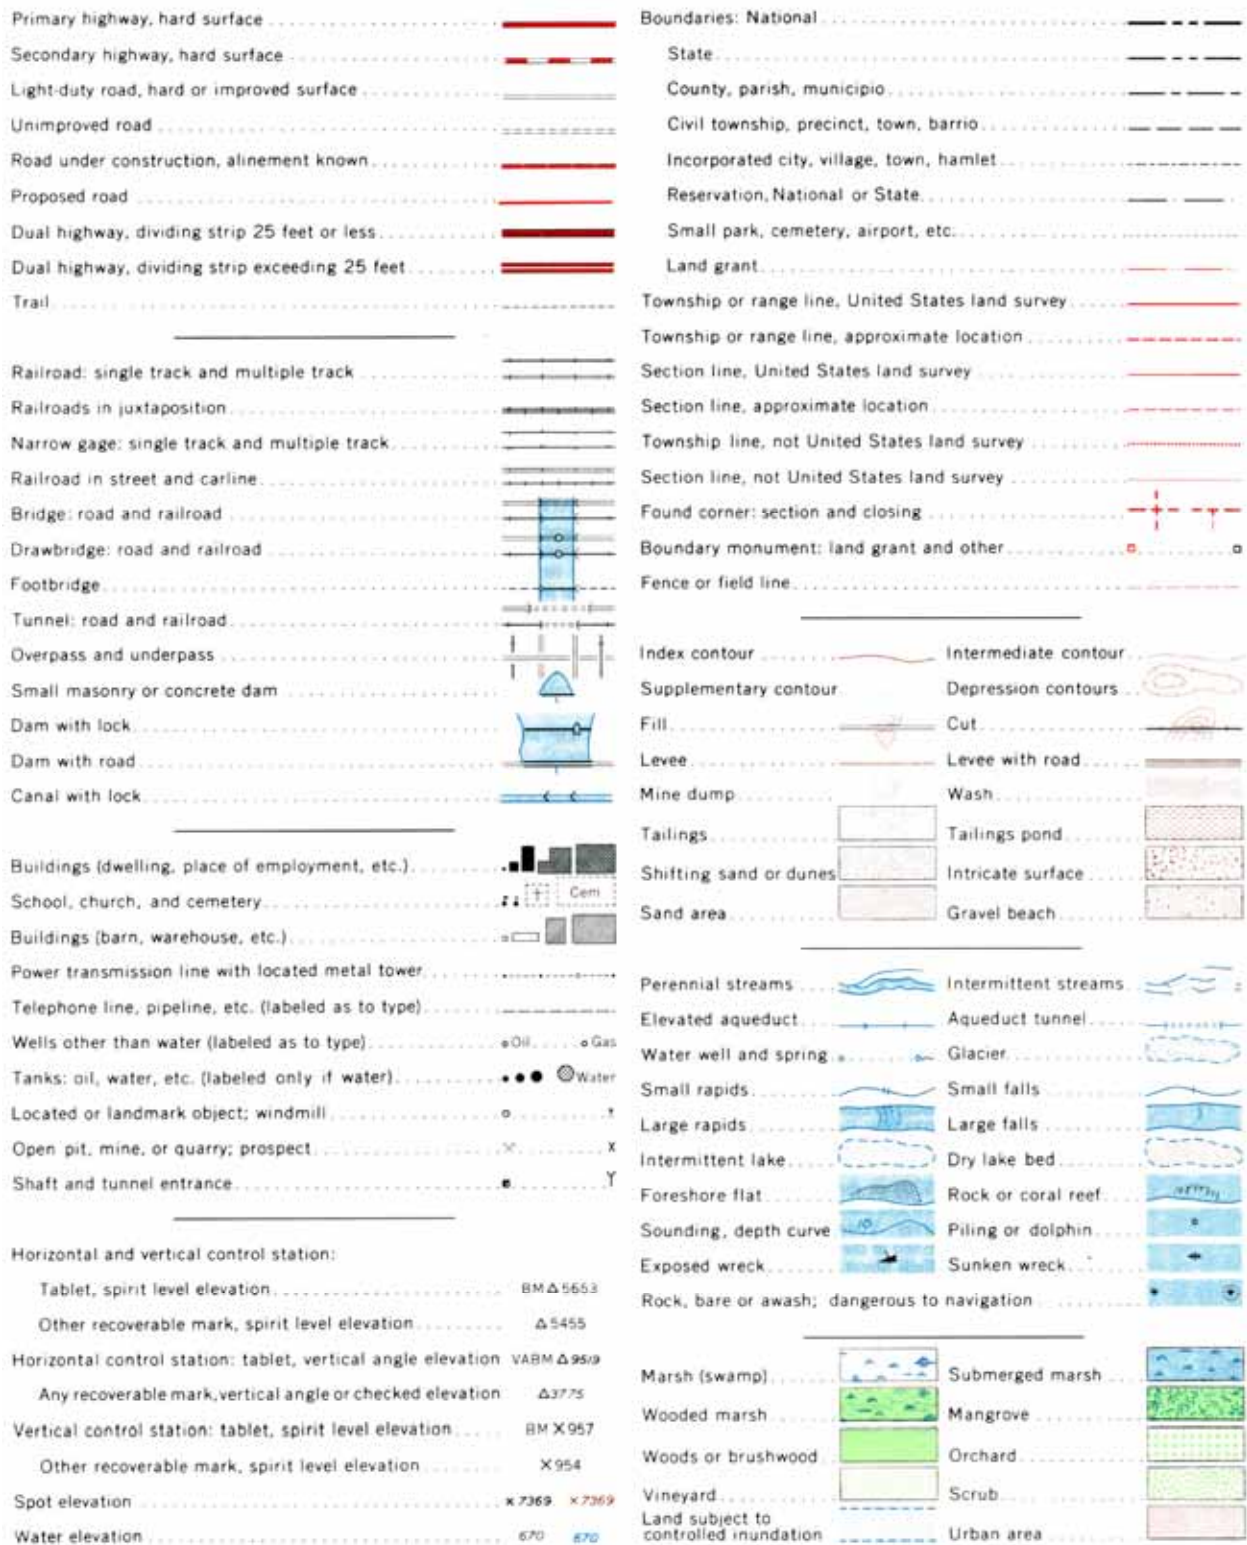 Primary highway, hard surface
Secondary highway, hard surface
Light-duty road, hard or improved surface
Unimproved road
Road under construction, alinement known
Proposed road
Dual highway, dividing strip 25 feet or less
Dual highway, dividing strip exceeding 25 feet
Trail
Railroad: single track and multiple track
Railroads in juxtaposition
Narrow gage: single track and multiple track
Railroad in street and carline
Bridge: road and railroad
Drawbridge: road and railroad
Footbridge
Tunnel: road and railroad
Overpass and underpass
Small masonry or concrete dam
Dam with lock
Dam with road
Canal with lock
Buildings (dwelling, place of employment, etc.)
School, church, and cemetery Cem
Buildings (barn, warehouse, etc.)
Power transmission line with located metal tower
Telephone line, pipeline, etc. (labeled as to type)
Wells other than water (labeled as to type) Oil Gas
Tanks: oil, water, etc. (labeled only if water) Water
Located or landmark object; windmill
Open pit, mine, or quarry; prospect X
Shaft and tunnel entrance
Horizontal and vertical control station:
Tablet, spirit level elevation BM△5653
Other recoverable mark, spirit level elevation △5455
Horizontal control station: tablet, vertical angle elevation VABM△9519
Any recoverable mark, vertical angle or checked elevation △3775
Vertical control station: tablet, spirit level elevation BM X957
Other recoverable mark, spirit level elevation X954
Spot elevation x7369 x7369
Water elevation 670 670
Boundaries: National
State
County, parish, municipio
Civil township, precinct, town, barrio
Incorporated city, village, town, hamlet
Reservation, National or State
Small park, cemetery, airport, etc.
Land grant
Township or range line, United States land survey
Township or range line, approximate location
Section line, United States land survey
Section line, approximate location
Township line, not United States land survey
Section line, not United States land survey
Found corner: section and closing
Boundary monument: land grant and other
Fence or field line
Index contour Intermediate contour
Supplementary contour Depression contours
Fill Cut
Levee Levee with road
Mine dump Wash
Tailings Tailings pond
Shifting sand or dunes Intricate surface
Sand area Gravel beach
Perennial streams Intermittent streams
Elevated aqueduct Aqueduct tunnel
Water well and spring Glacier
Small rapids Small falls
Large rapids Large falls
Intermittent lake Dry lake bed
Foreshore flat Rock or coral reef
Sounding, depth curve 10 Piling or dolphin
Exposed wreck Sunken wreck
Rock, bare or awash; dangerous to navigation
Marsh (swamp) Submerged marsh
Wooded marsh Mangrove
Woods or brushwood Orchard
Vineyard Scrub
Land subject to
controlled inundation Urban area